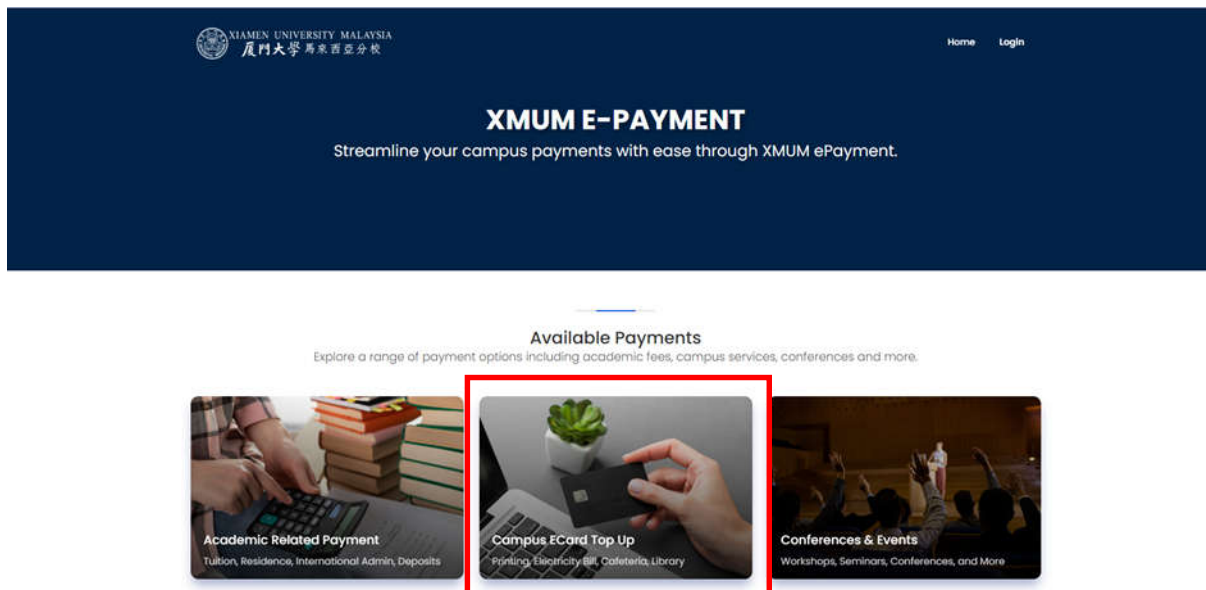 XIAMEN UNIVERSITY MALAYSIA
厦門大學 馬來西亞分校
Home Login
XMUM E-PAYMENT
Streamline your campus payments with ease through XMUM ePayment.
Available Payments
Explore a range of payment options including academic fees, campus services, conferences and more.
Academic Related Payment
Tuition, Residence, International Admin, Deposits
Campus ECard Top Up
Printing, Electricity Bill, Cafeteria, Library
Conferences & Events
Workshops, Seminars, Conferences, and More